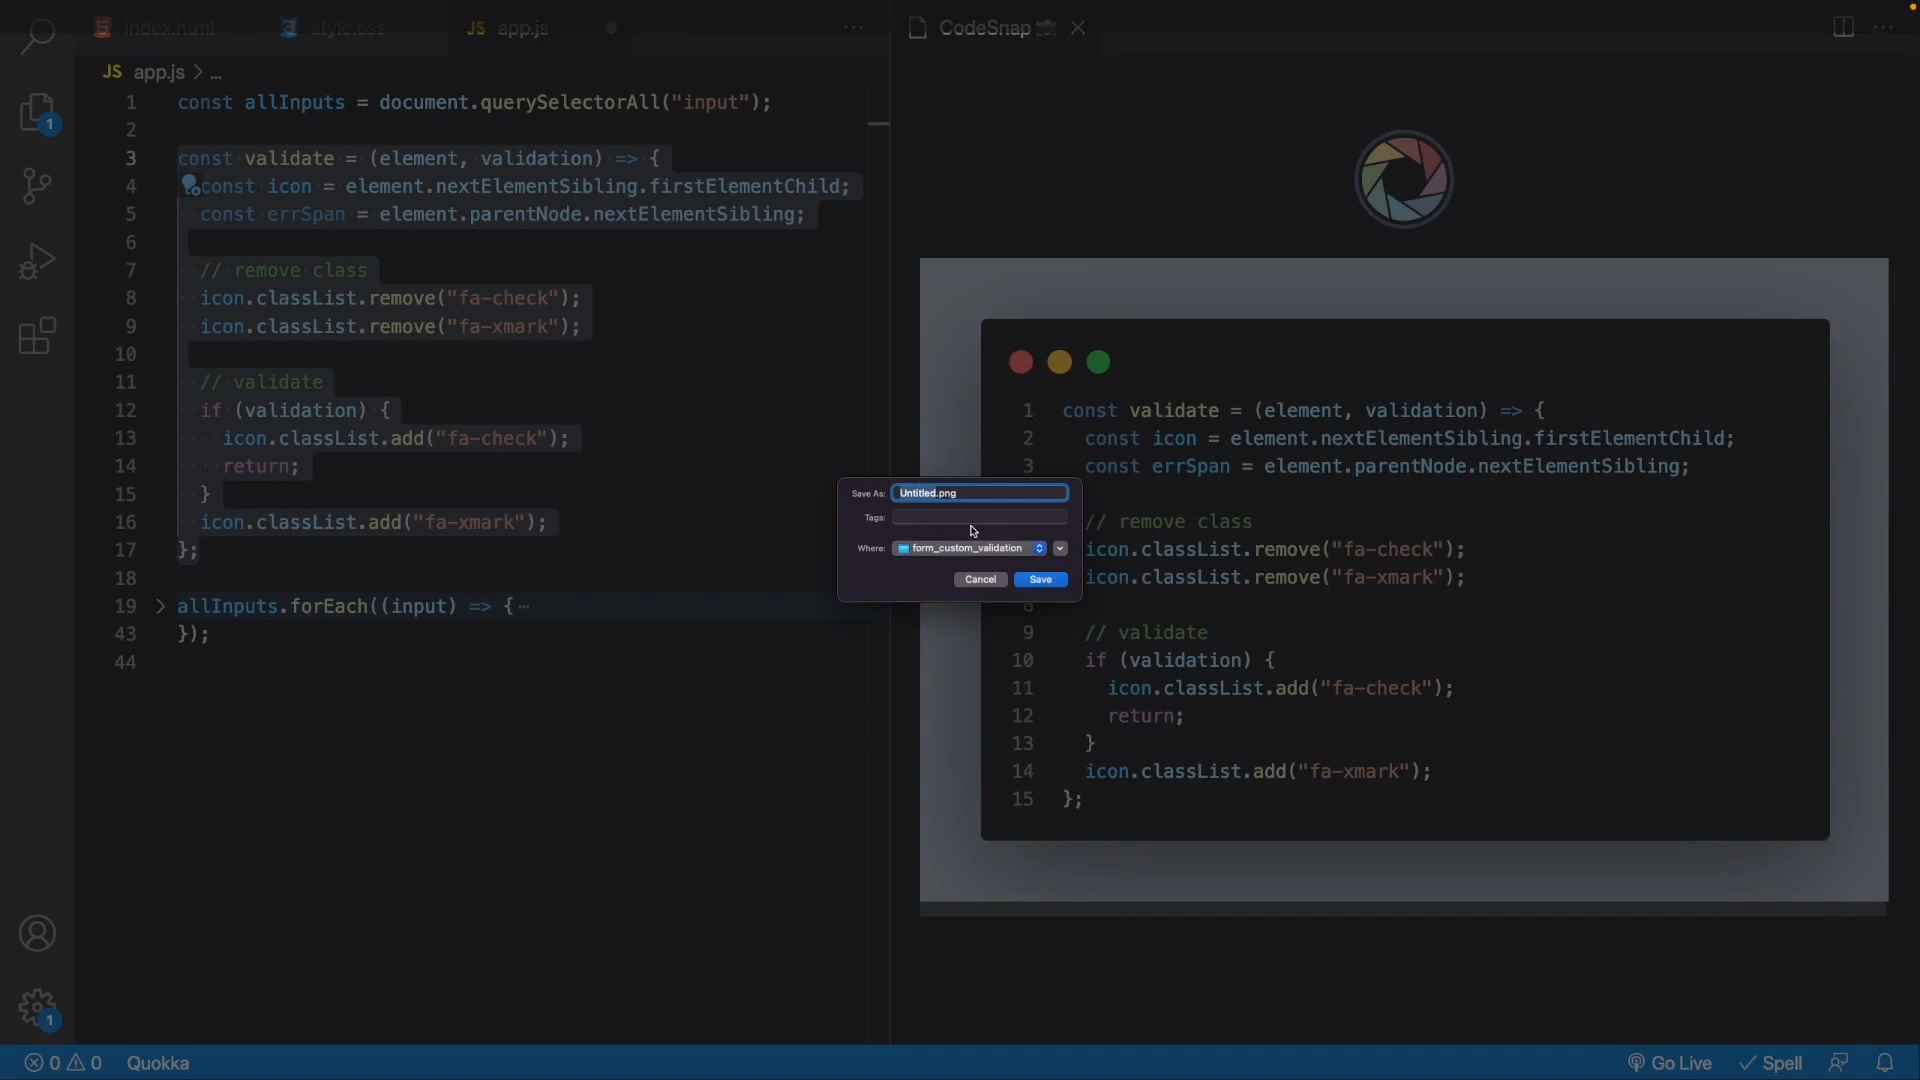 index.html
style.css
JS app.js
...
CodeSnap
...
JS app.js > ...
1 const allInputs = document.querySelectorAll("input");
2
3 const validate = (element, validation) => {
4 const icon = element.nextElementSibling.firstElementChild;
5 const errSpan = element.parentNode.nextElementSibling;
6
7 // remove class
8 icon.classList.remove("fa-check");
9 icon.classList.remove("fa-xmark");
10
11 // validate
12 if (validation) {
13 icon.classList.add("fa-check");
14 return;
15 }
16 icon.classList.add("fa-xmark");
17 };
18
19 > allInputs.forEach((input) => {⋯
43 });
44
1
1
1 const validate = (element, validation) => {
2 const icon = element.nextElementSibling.firstElementChild;
3 const errSpan = element.parentNode.nextElementSibling;
// remove class
icon.classList.remove("fa-check");
icon.classList.remove("fa-xmark");
8
9 // validate
10 if (validation) {
11 icon.classList.add("fa-check");
12 return;
13 }
14 icon.classList.add("fa-xmark");
15 };
Save As: Untitled.png
Tags:
Where: form_custom_validation
Cancel Save
0 0 Quokka
Go Live Spell